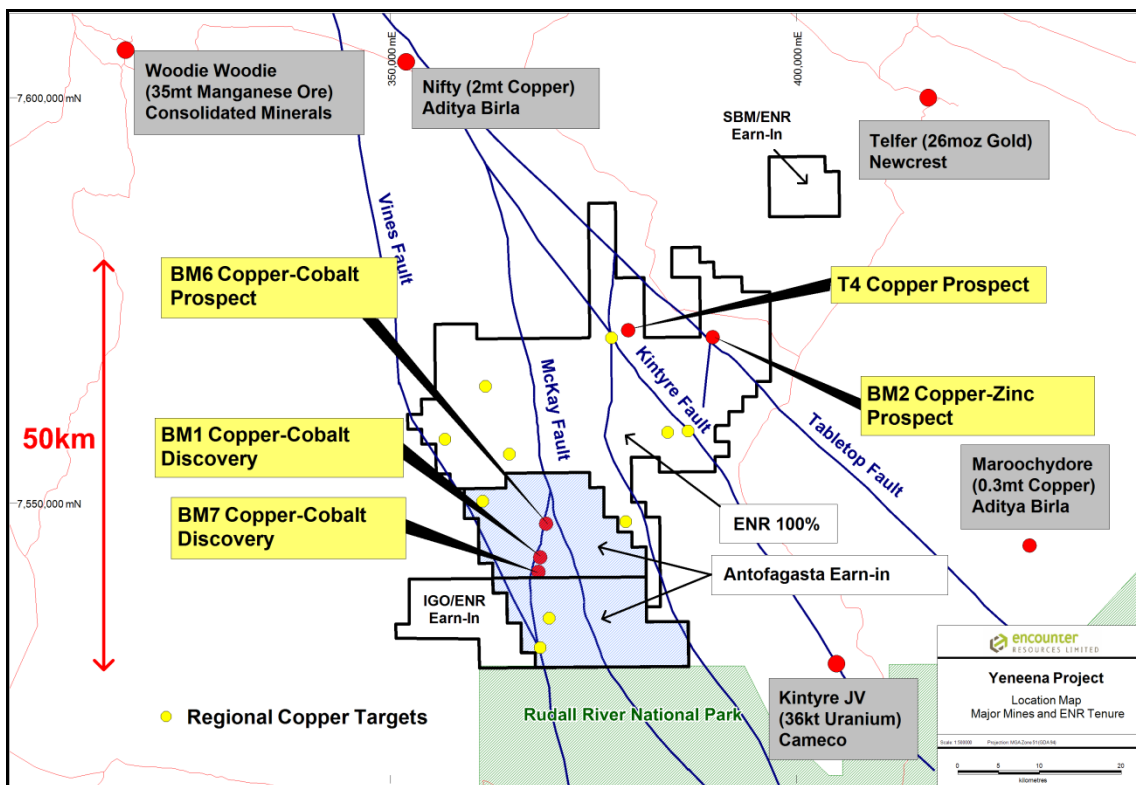 350,000 mE
400,000 mE
7,600,000 mN
Woodie Woodie
(35mt Manganese Ore)
Consolidated Minerals
Nifty (2mt Copper)
Aditya Birla
SBM/ENR
Earn-In
Telfer (26moz Gold)
Newcrest
Vines Fault
BM6 Copper-Cobalt
Prospect
T4 Copper Prospect
McKay Fault
Kintyre Fault
Tabletop Fault
BM2 Copper-Zinc
Prospect
50km
BM1 Copper-Cobalt
Discovery
Maroochydore
(0.3mt Copper)
Aditya Birla
7,550,000 mN
BM7 Copper-Cobalt
Discovery
ENR 100%
Antofagasta Earn-in
IGO/ENR
Earn-In
Regional Copper Targets
Rudall River National Park
Kintyre JV
(36kt Uranium)
Cameco
encounter
RESOURCES LIMITED
Yeneena Project
Location Map
Major Mines and ENR Tenure
0 5 10 20
kilometres